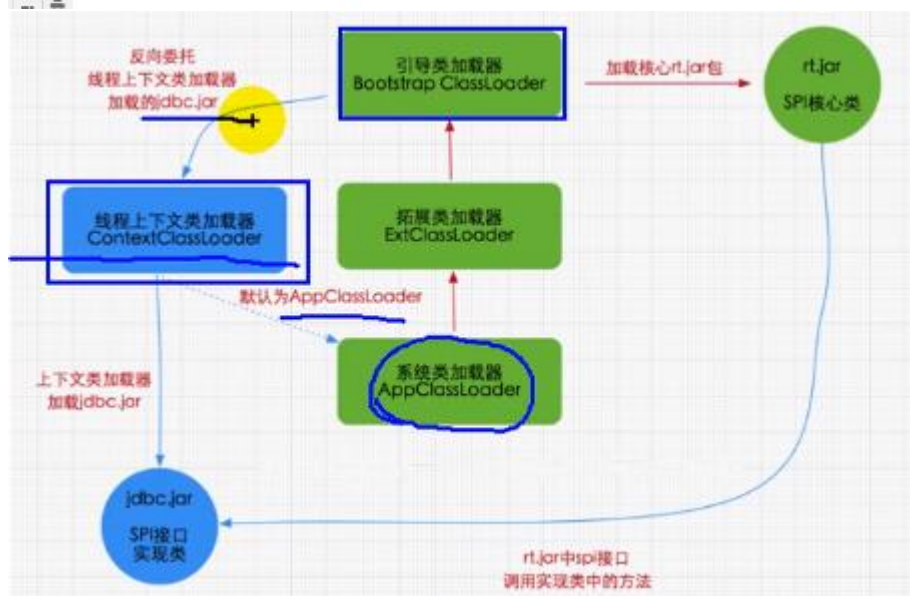 反向委托
线程上下文类加载器
加载的jdbc.jar
引导类加载器
Bootstrap ClassLoader
加载核心rt.jar包
rt.jar
SPI核心类
线程上下文类加载器
ContextClassLoader
拓展类加载器
ExtClassLoader
默认为AppClassLoader
系统类加载器
AppClassLoader
上下文类加载器
加载jdbc.jar
jdbc.jar
SPI接口
实现类
rt.jar中spi接口
调用实现类中的方法